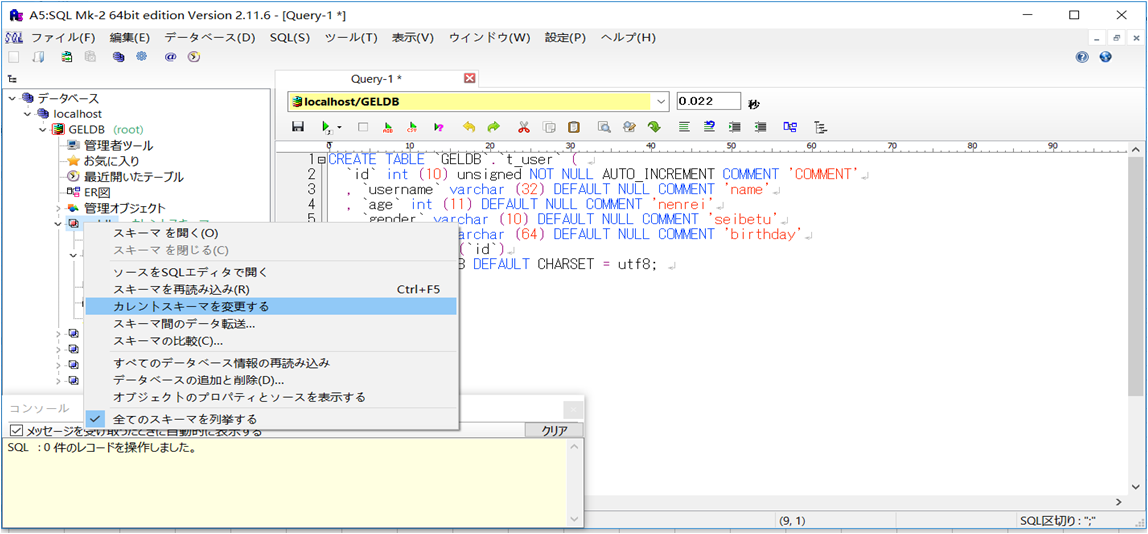 A5:SQL Mk-2 64bit edition Version 2.11.6 - [Query-1 *]
ファイル(F) 編集(E) データベース(D) SQL(S) ツール(T) 表示(V) ウインドウ(W) 設定(P) ヘルプ(H)
Query-1 *
データベース
localhost
GELDB (root)
管理者ツール
お気に入り
最近開いたテーブル
ER図
管理オブジェクト
localhost/GELDB
0.022 秒
0 10 20 30 40 50 60 70 80 90
1 CREATE TABLE `GELDB`.`t_user` (
2 `id` int (10) unsigned NOT NULL AUTO_INCREMENT COMMENT 'COMMENT'
3 , `username` varchar (32) DEFAULT NULL COMMENT 'name'
4 , `age` int (11) DEFAULT NULL COMMENT 'nenrei'
5 `gender` varchar (10) DEFAULT NULL COMMENT 'seibetu'
varchar (64) DEFAULT NULL COMMENT 'birthday'
(`id`)
B DEFAULT CHARSET = utf8;
スキーマ を開く(O)
スキーマ を閉じる(C)
ソースをSQLエディタで開く
スキーマを再読み込み(R) Ctrl+F5
カレントスキーマを変更する
スキーマ間のデータ転送...
スキーマの比較(C)...
すべてのデータベース情報の再読み込み
データベースの追加と削除(D)...
オブジェクトのプロパティとソースを表示する
全てのスキーマを列挙する
コンソール
メッセージを受け取ったときに自動的に表示する
クリア
SQL : 0 件のレコードを操作しました。
(9, 1)
SQL区切り : ";"